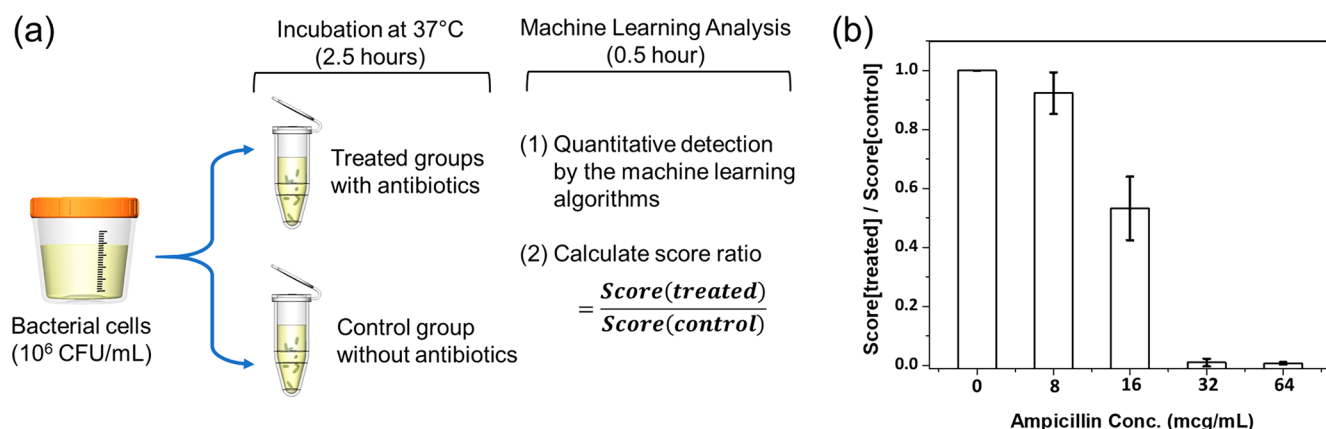 (a)
Incubation at 37°C
(2.5 hours)
Machine Learning Analysis
(0.5 hour)
Treated groups
with antibiotics
Control group
without antibiotics
Bacterial cells
(10⁶ CFU/mL)
(1) Quantitative detection
by the machine learning
algorithms
(2) Calculate score ratio
= Score(treated)
Score(control)
(b)
Score[treated] / Score[control]
1.0
0.8
0.6
0.4
0.2
0.0
0 8 16 32 64
Ampicillin Conc. (mcg/mL)